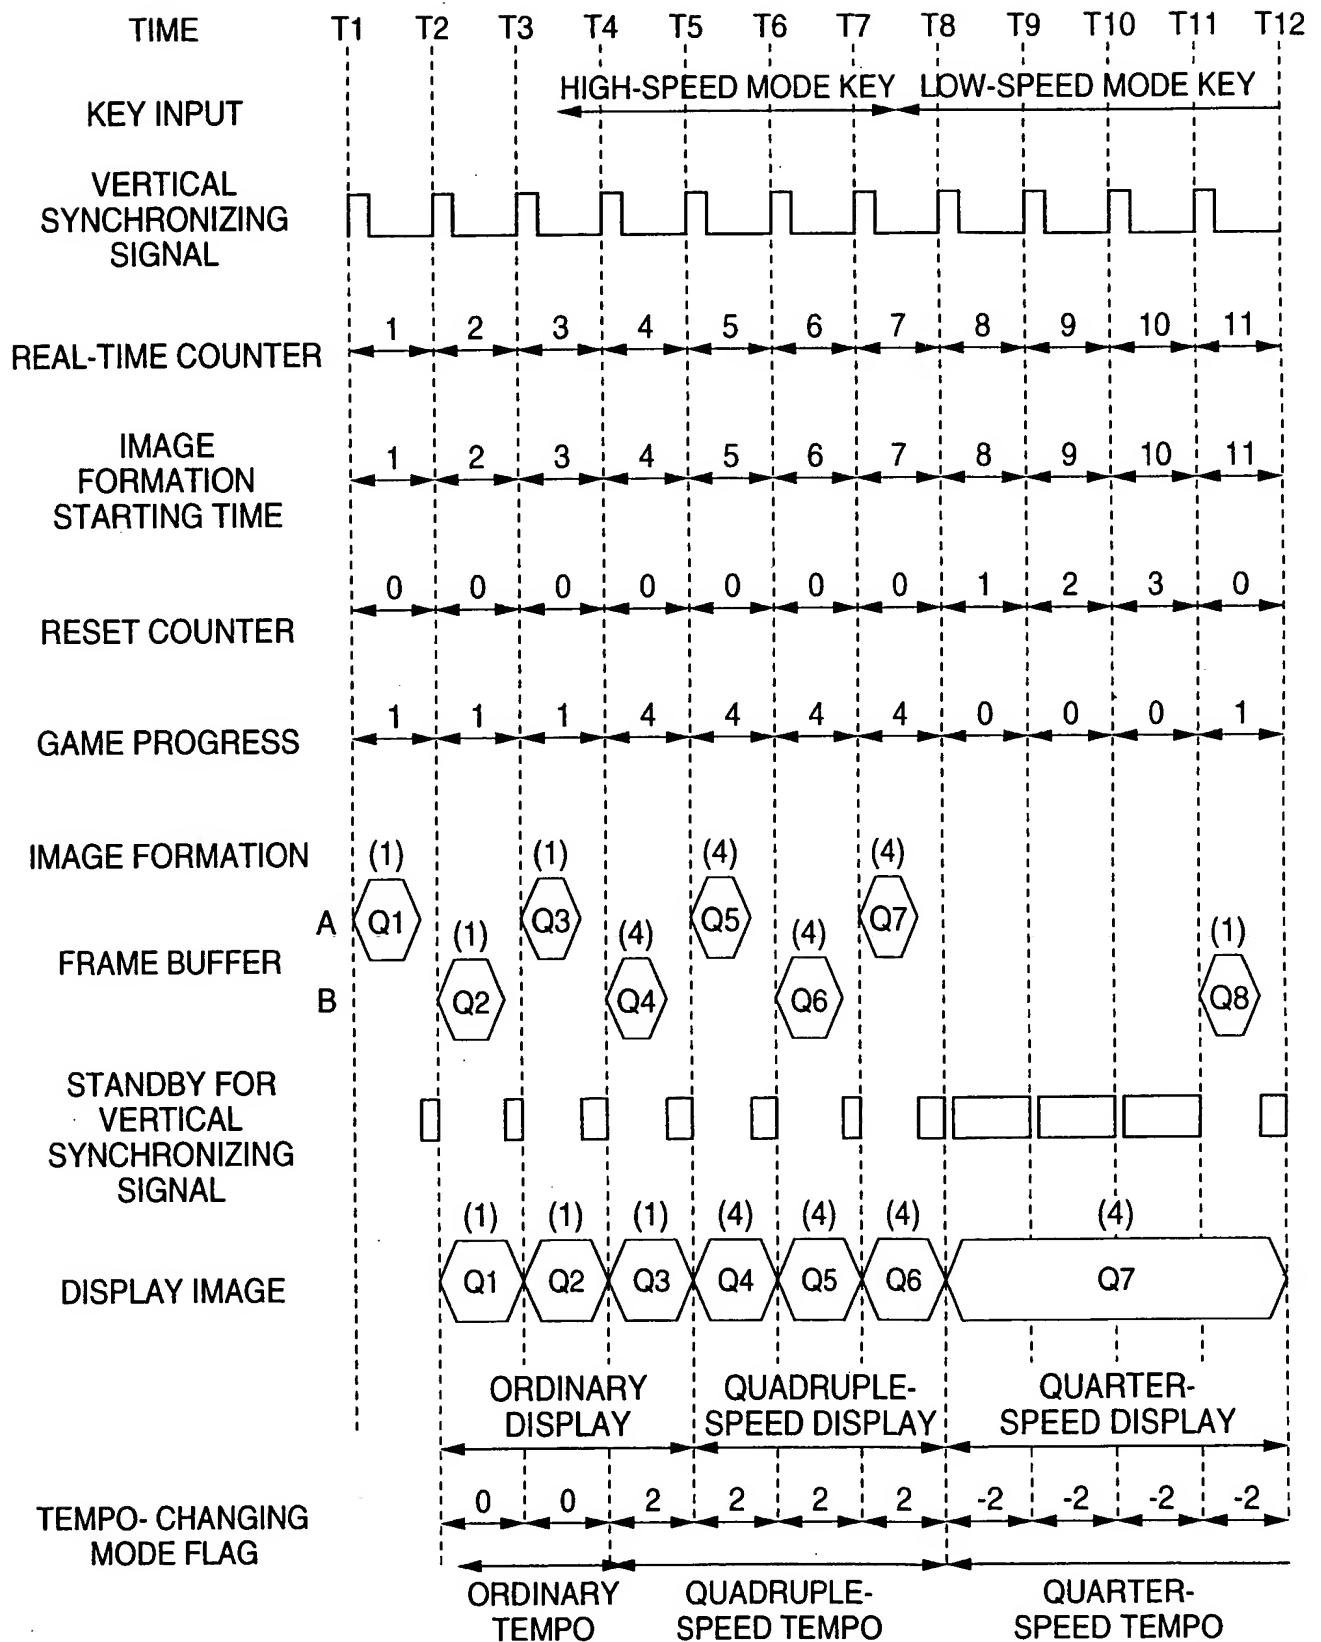 TIME T1 T2 T3 T4 T5 T6 T7 T8 T9 T10 T11 T12
HIGH-SPEED MODE KEY LOW-SPEED MODE KEY
KEY INPUT
VERTICAL
SYNCHRONIZING
SIGNAL
1 2 3 4 5 6 7 8 9 10 11
REAL-TIME COUNTER
IMAGE
FORMATION
STARTING TIME
1 2 3 4 5 6 7 8 9 10 11
0 0 0 0 0 0 0 1 2 3 0
RESET COUNTER
1 1 1 4 4 4 4 0 0 0 1
GAME PROGRESS
IMAGE FORMATION (1) (1) (4) (4)
A Q1 Q3 Q5 Q7
(1) (4) (4) (1)
FRAME BUFFER
B Q2 Q4 Q6 Q8
STANDBY FOR
VERTICAL
SYNCHRONIZING
SIGNAL
(1) (1) (1) (4) (4) (4) (4)
DISPLAY IMAGE Q1 Q2 Q3 Q4 Q5 Q6 Q7
ORDINARY
DISPLAY
QUADRUPLE-
SPEED DISPLAY
QUARTER-
SPEED DISPLAY
0 0 2 2 2 2 -2 -2 -2 -2
TEMPO- CHANGING
MODE FLAG
ORDINARY
TEMPO
QUADRUPLE-
SPEED TEMPO
QUARTER-
SPEED TEMPO